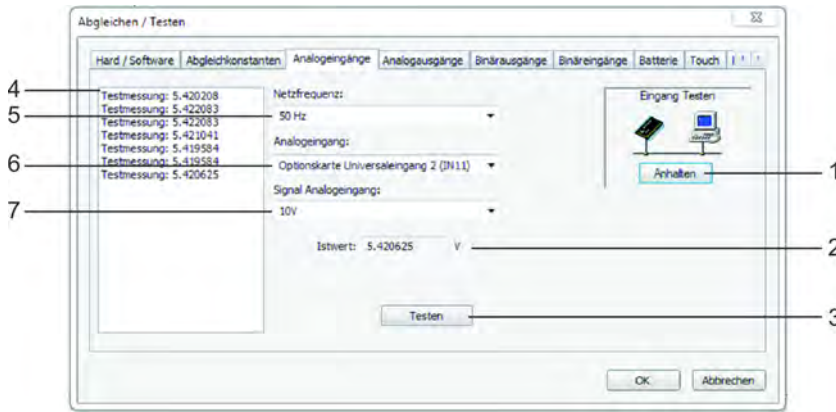 Abgleichen / Testen
Hard / Software Abgleichkonstanten Analogeingänge Analogausgänge Binärausgänge Binäreingänge Batterie Touch
4
Testmessung: 5.420208
Testmessung: 5.422083
Testmessung: 5.422083
Testmessung: 5.421041
Testmessung: 5.419584
Testmessung: 5.419584
Testmessung: 5.420625
Netzfrequenz:
5
50 Hz
Analogeingang:
6
Optionskarte Universaleingang 2 (IN11)
Signal Analogeingang:
7
10V
Istwert: 5.420625 V
2
Testen
3
Eingang Testen
Anhalten
1
OK Abbrechen